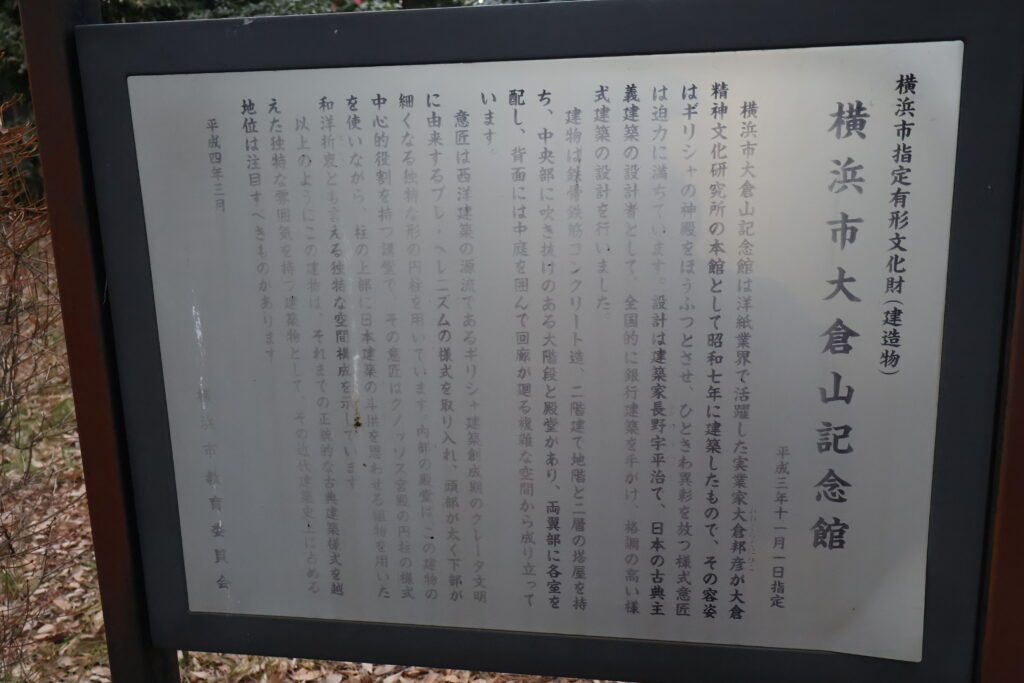 横浜市指定有形文化財(建造物)
横浜市大倉山記念館
平成三年十一月一日指定
横浜市大倉山記念館は洋紙業界で活躍した実業家大倉邦彦が大倉
精神文化研究所の本館として昭和七年に建築したもので、その容姿
はギリシャの神殿をほうふつとさせ、ひときわ異彩を放つ様式意匠
は迫力に満ちています。設計は建築家長野宇平治で、日本の古典主
義建築の設計者として、全国的に銀行建築を手がけ、格調の高い様
式建築の設計を行いました。
建物は鉄骨鉄筋コンクリート造、二階建て地階と二層の塔屋を持
ち、中央部に吹き抜けのある大階段と殿堂があり、両翼部に各室を
配し、背面には中庭を囲んで回廊が廻る複雑な空間から成り立って
います。
意匠は西洋建築の源流であるギリシャ建築創成期のクレータ文明
に由来するプレ・ヘレニズムの様式を取り入れ、頭部が太く下部が
細くなる独特な形の円柱を用いています。内部の殿堂はこの建物の
中心的役割を持つ講堂で、その意匠はクノッソス宮殿の円柱の様式
を使いながら、柱の上部に日本建築の斗拱を思わせる組物を用いた
和洋折衷とも言える独特な空間構成を示しています。
以上のようにこの建物は、それまでの正統的な古典建築様式を越
えた独特な雰囲気を持つ建築物として、その近代建築史上に占める
地位は注目すべきものがあります。
平成四年三月
横浜市教育委員会